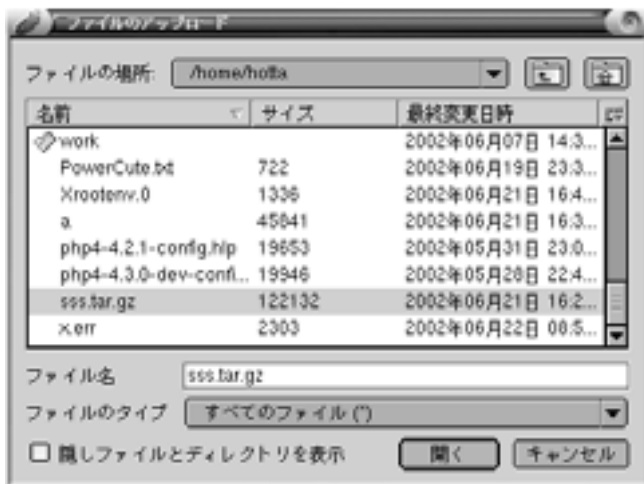 ファイルのアップロード
ファイルの場所: /home/hotta
名前 サイズ 最終変更日時
work 2002年06月07日 14:3...
PowerCute.txt 722 2002年06月19日 23:3...
Xrootenv.0 1336 2002年06月21日 16:4...
a 45841 2002年06月21日 16:3...
php4-4.2.1-config.hlp 19653 2002年05月31日 23:0...
php4-4.3.0-dev-confi... 19946 2002年05月28日 22:4...
sss.tar.gz 122132 2002年06月21日 16:2...
x.err 2303 2002年06月22日 08:5...
ファイル名 sss.tar.gz
ファイルのタイプ すべてのファイル (*)
隠しファイルとディレクトリを表示 開く キャンセル